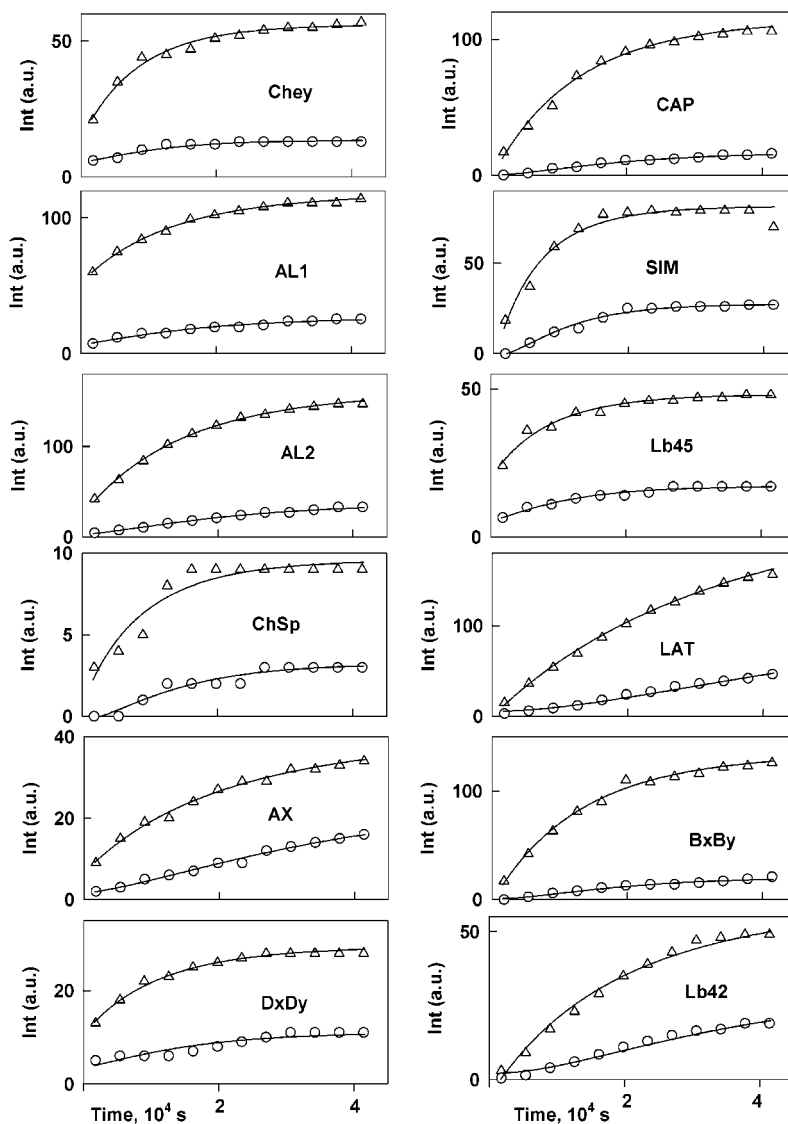 50
Int (a.u.)
Chey
0
100
Int (a.u.)
CAP
0
100
Int (a.u.)
AL1
0
50
Int (a.u.)
SIM
0
100
Int (a.u.)
AL2
0
50
Int (a.u.)
Lb45
0
10
5
Int (a.u.)
ChSp
0
100
Int (a.u.)
LAT
0
40
20
Int (a.u.)
AX
0
100
Int (a.u.)
BxBy
0
20
Int (a.u.)
DxDy
0
Time, 10⁴ s
2
4
50
Int (a.u.)
Lb42
0
Time, 10⁴ s
2
4